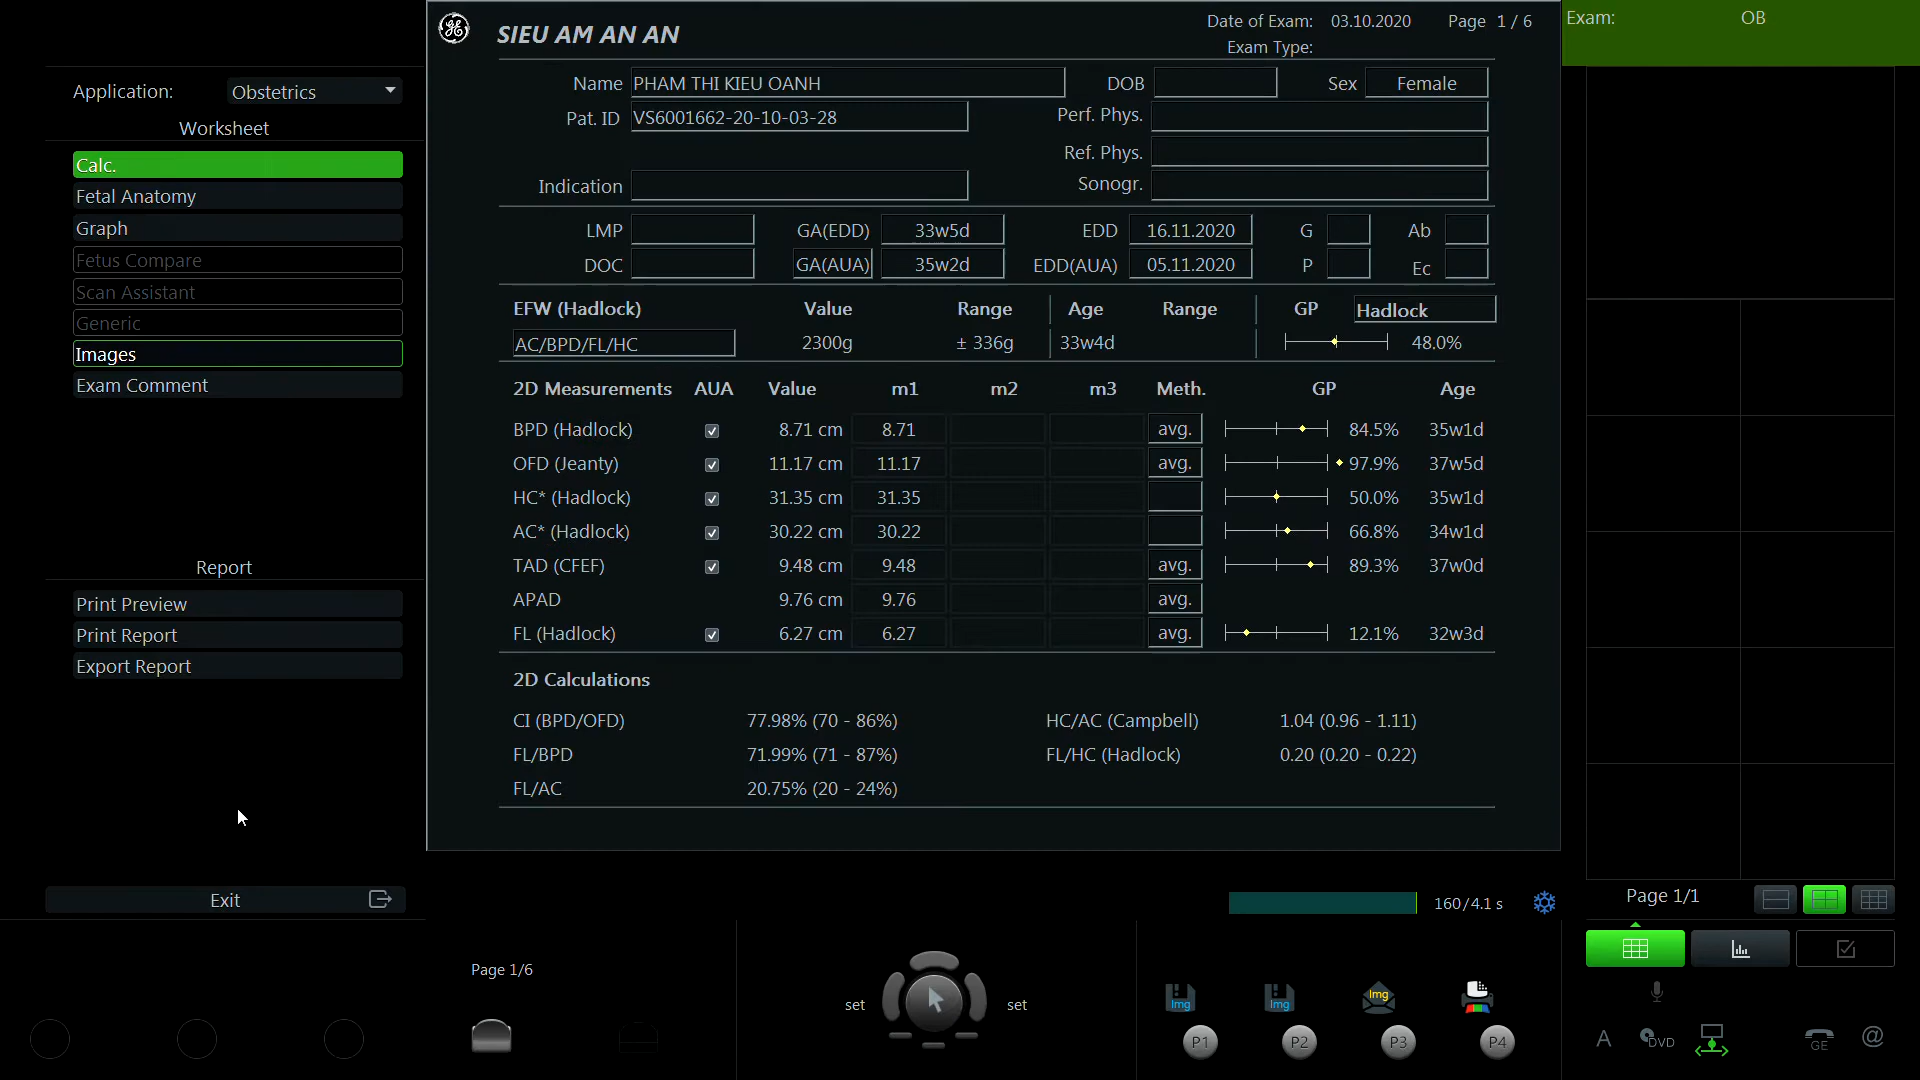 Exam: OB
SIEU AM AN AN
Date of Exam: 03.10.2020 Page 1 / 6
Exam Type:
Application: Obstetrics
Worksheet
Calc.
Fetal Anatomy
Graph
Fetus Compare
Scan Assistant
Generic
Images
Exam Comment
Report
Print Preview
Print Report
Export Report
Exit
Name PHAM THI KIEU OANH DOB Sex Female
Pat. ID VS6001662-20-10-03-28 Perf. Phys.
Ref. Phys.
Indication Sonogr.
LMP GA(EDD) 33w5d EDD 16.11.2020 G Ab
DOC GA(AUA) 35w2d EDD(AUA) 05.11.2020 P Ec
EFW (Hadlock) Value Range Age Range GP Hadlock
AC/BPD/FL/HC 2300g ± 336g 33w4d 48.0%
2D Measurements AUA Value m1 m2 m3 Meth. GP Age
BPD (Hadlock) 8.71 cm 8.71 avg. 84.5% 35w1d
OFD (Jeanty) 11.17 cm 11.17 avg. 97.9% 37w5d
HC* (Hadlock) 31.35 cm 31.35 50.0% 35w1d
AC* (Hadlock) 30.22 cm 30.22 66.8% 34w1d
TAD (CFEF) 9.48 cm 9.48 avg. 89.3% 37w0d
APAD 9.76 cm 9.76 avg.
FL (Hadlock) 6.27 cm 6.27 avg. 12.1% 32w3d
2D Calculations
CI (BPD/OFD) 77.98% (70 - 86%) HC/AC (Campbell) 1.04 (0.96 - 1.11)
FL/BPD 71.99% (71 - 87%) FL/HC (Hadlock) 0.20 (0.20 - 0.22)
FL/AC 20.75% (20 - 24%)
160/4.1 s
Page 1/1
Page 1/6
set set
Img Img Img
P1 P2 P3 P4
A DVD GE @